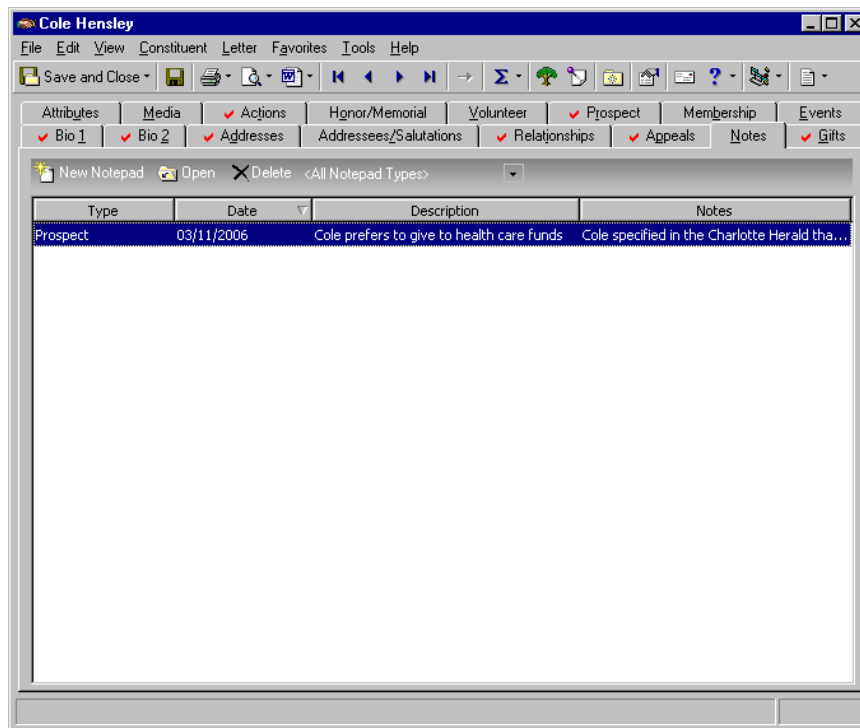 Cole Hensley
File Edit View Constituent Letter Favorites Tools Help
Save and Close
Attributes Media Actions Honor/Memorial Volunteer Prospect Membership Events
Bio 1 Bio 2 Addresses Addressees/Salutations Relationships Appeals Notes Gifts
New Notepad Open Delete <All Notepad Types>
Type Date Description Notes
Prospect 03/11/2006 Cole prefers to give to health care funds Cole specified in the Charlotte Herald tha...